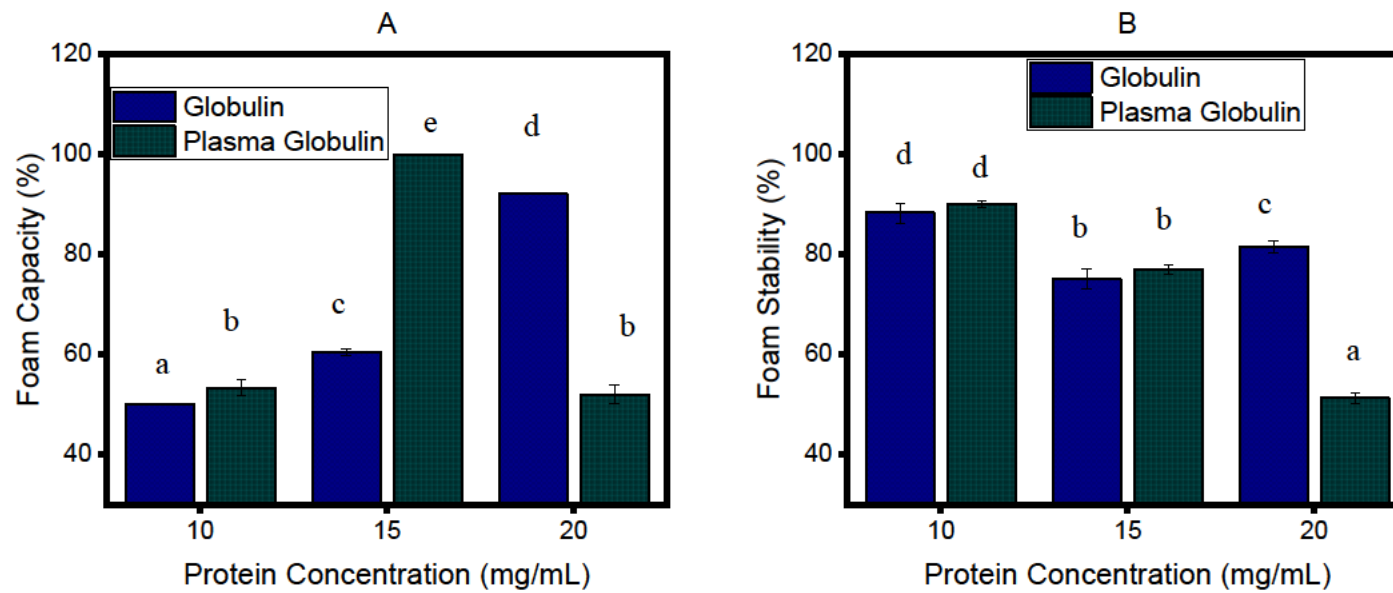 A
Foam Capacity (%)
120
100
80
60
40
Globulin
Plasma Globulin
a
b
c
e
d
b
10
15
20
Protein Concentration (mg/mL)
B
Foam Stability (%)
120
100
80
60
40
Globulin
Plasma Globulin
d
d
b
b
c
a
10
15
20
Protein Concentration (mg/mL)